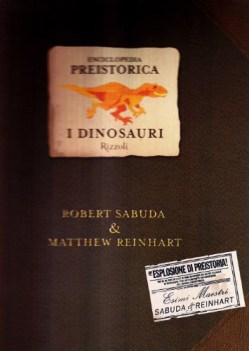 ENCICLOPEDIA
PREISTORICA
I DINOSAURI
Rizzoli
ROBERT SABUDA
&
MATTHEW REINHART
ESPLOSIONE DI PREISTORIA!
Esimi Maestri
SABUDA & REINHART